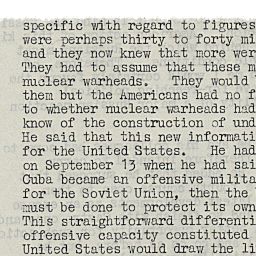 specific with regard to figures
were perhaps thirty to forty mi
and they now knew that more wer
They had to assume that these m
nuclear warheads. They would
them but the Americans had no f
to whether nuclear warheads had
know of the construction of und
He said that this new informati
for the United States. He had
on September 13 when he had sai
Cuba became an offensive milita
for the Soviet Union, then the
must be done to protect its own
This straightforward differenti
offensive capacity constituted
United States would draw the li